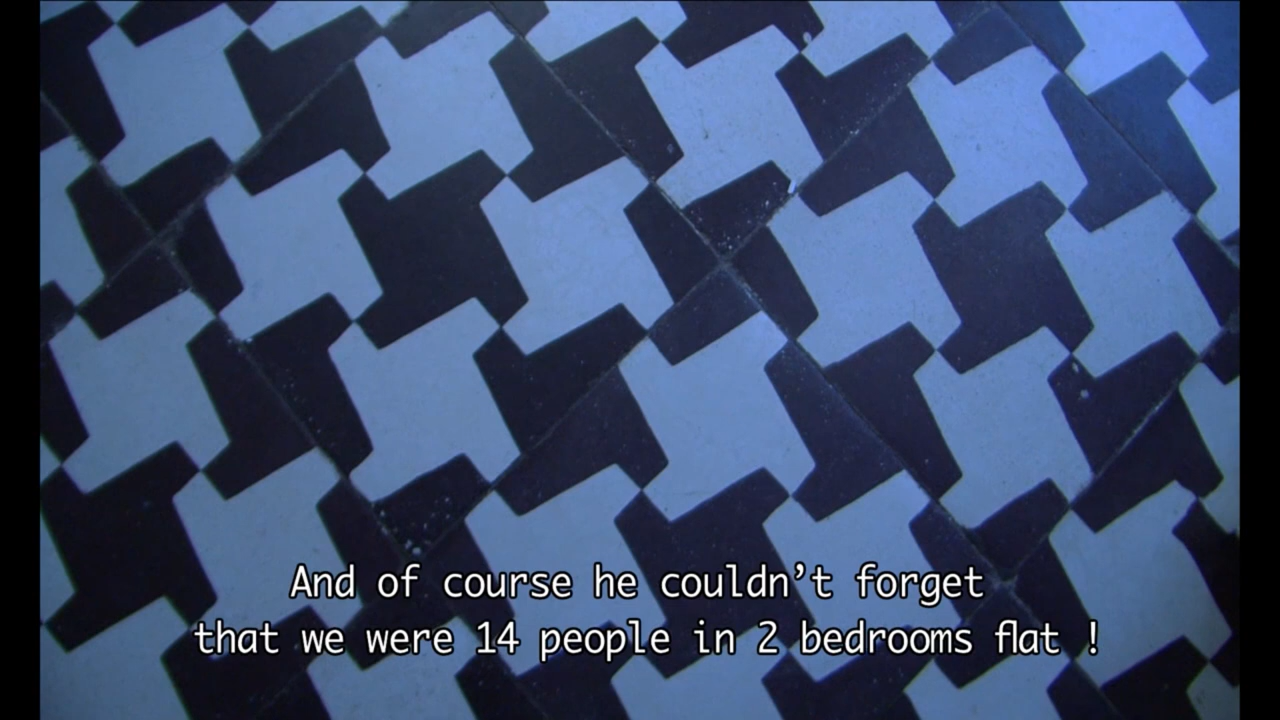 And of course he couldn’t forget
that we were 14 people in 2 bedrooms flat !